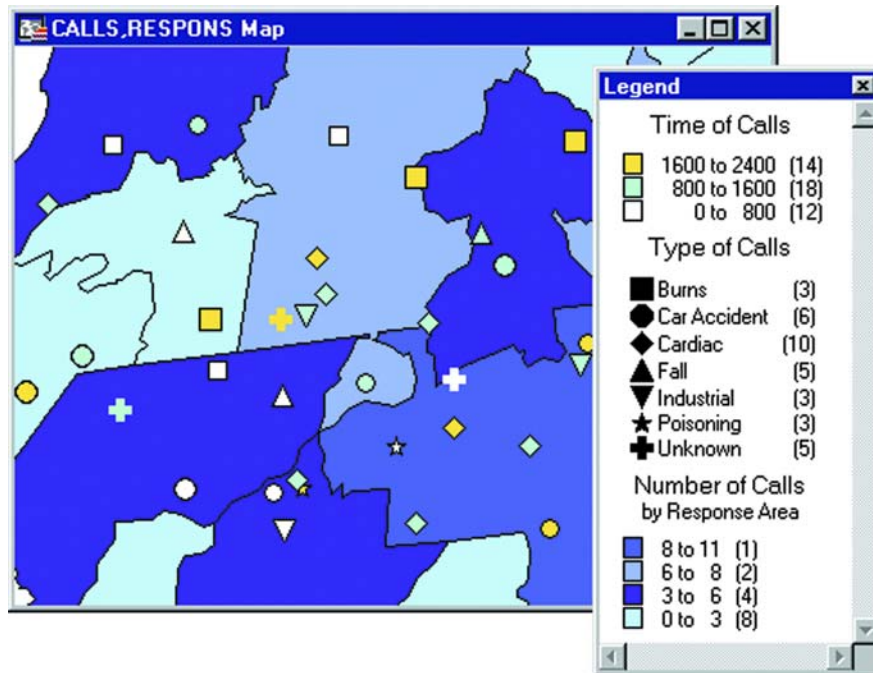 CALLS,RESPONS Map
Legend
Time of Calls
1600 to 2400 (14)
800 to 1600 (18)
0 to 800 (12)
Type of Calls
Burns (3)
Car Accident (6)
Cardiac (10)
Fall (5)
Industrial (3)
Poisoning (3)
Unknown (5)
Number of Calls
by Response Area
8 to 11 (1)
6 to 8 (2)
3 to 6 (4)
0 to 3 (8)